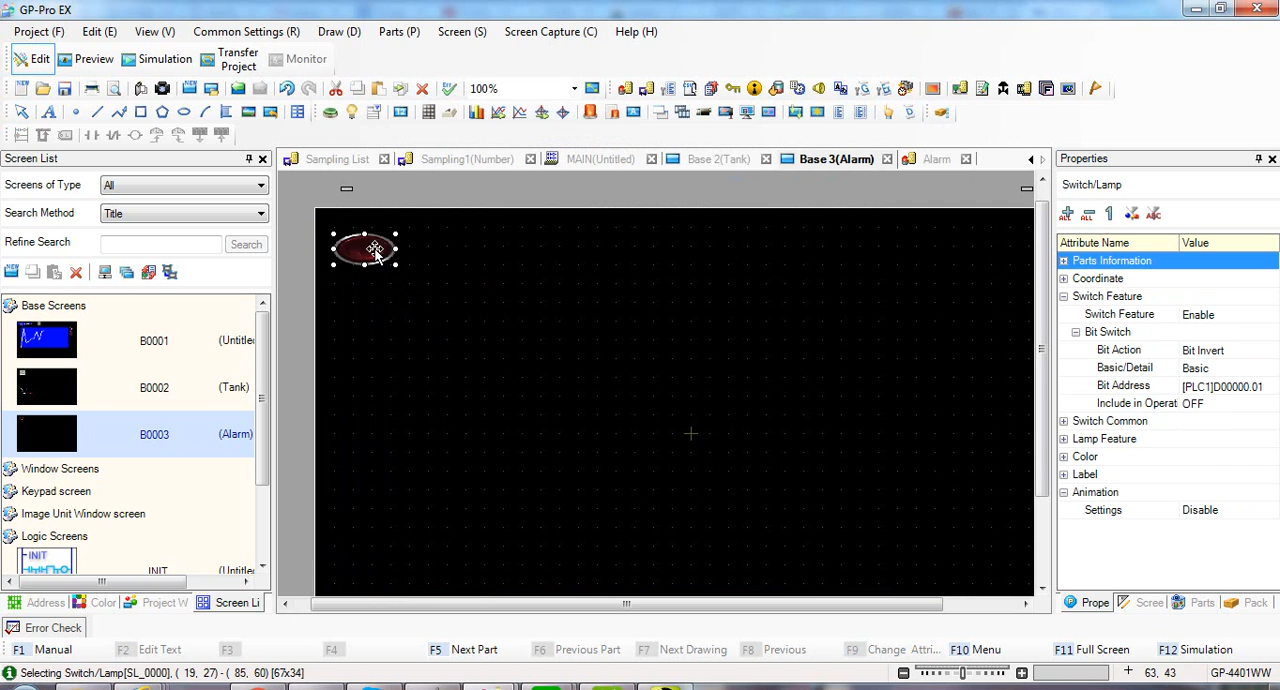 GP-Pro EX
Project (F) Edit (E) View (V) Common Settings (R) Draw (D) Parts (P) Screen (S) Screen Capture (C) Help (H)
Edit Preview Simulation Transfer Project Monitor
100%
Screen List
Sampling List Sampling1(Number) MAIN(Untitled) Base 2(Tank) Base 3(Alarm) Alarm
Properties
Screens of Type All
Switch/Lamp
Search Method Title
Refine Search Search
Attribute Name Value
Parts Information
Coordinate
Switch Feature
Switch Feature Enable
Bit Switch
Bit Action Bit Invert
Basic/Detail Basic
Bit Address [PLC1]D00000.01
Include in Operat OFF
Switch Common
Lamp Feature
Color
Label
Animation
Settings Disable
Base Screens
B0001 (Untitle
B0002 (Tank)
B0003 (Alarm)
Window Screens
Keypad screen
Image Unit Window screen
Logic Screens
INIT INIT (Untitle
Address Color Project W Screen Li
Prope Scree Parts Pack
Error Check
F1 Manual F2 Edit Text F3 F4 F5 Next Part F6 Previous Part F7 Next Drawing F8 Previous F9 Change Attri... F10 Menu F11 Full Screen F12 Simulation
Selecting Switch/Lamp[SL_0000], ( 19, 27) - ( 85, 60) [67x34] 63, 43 GP-4401WW